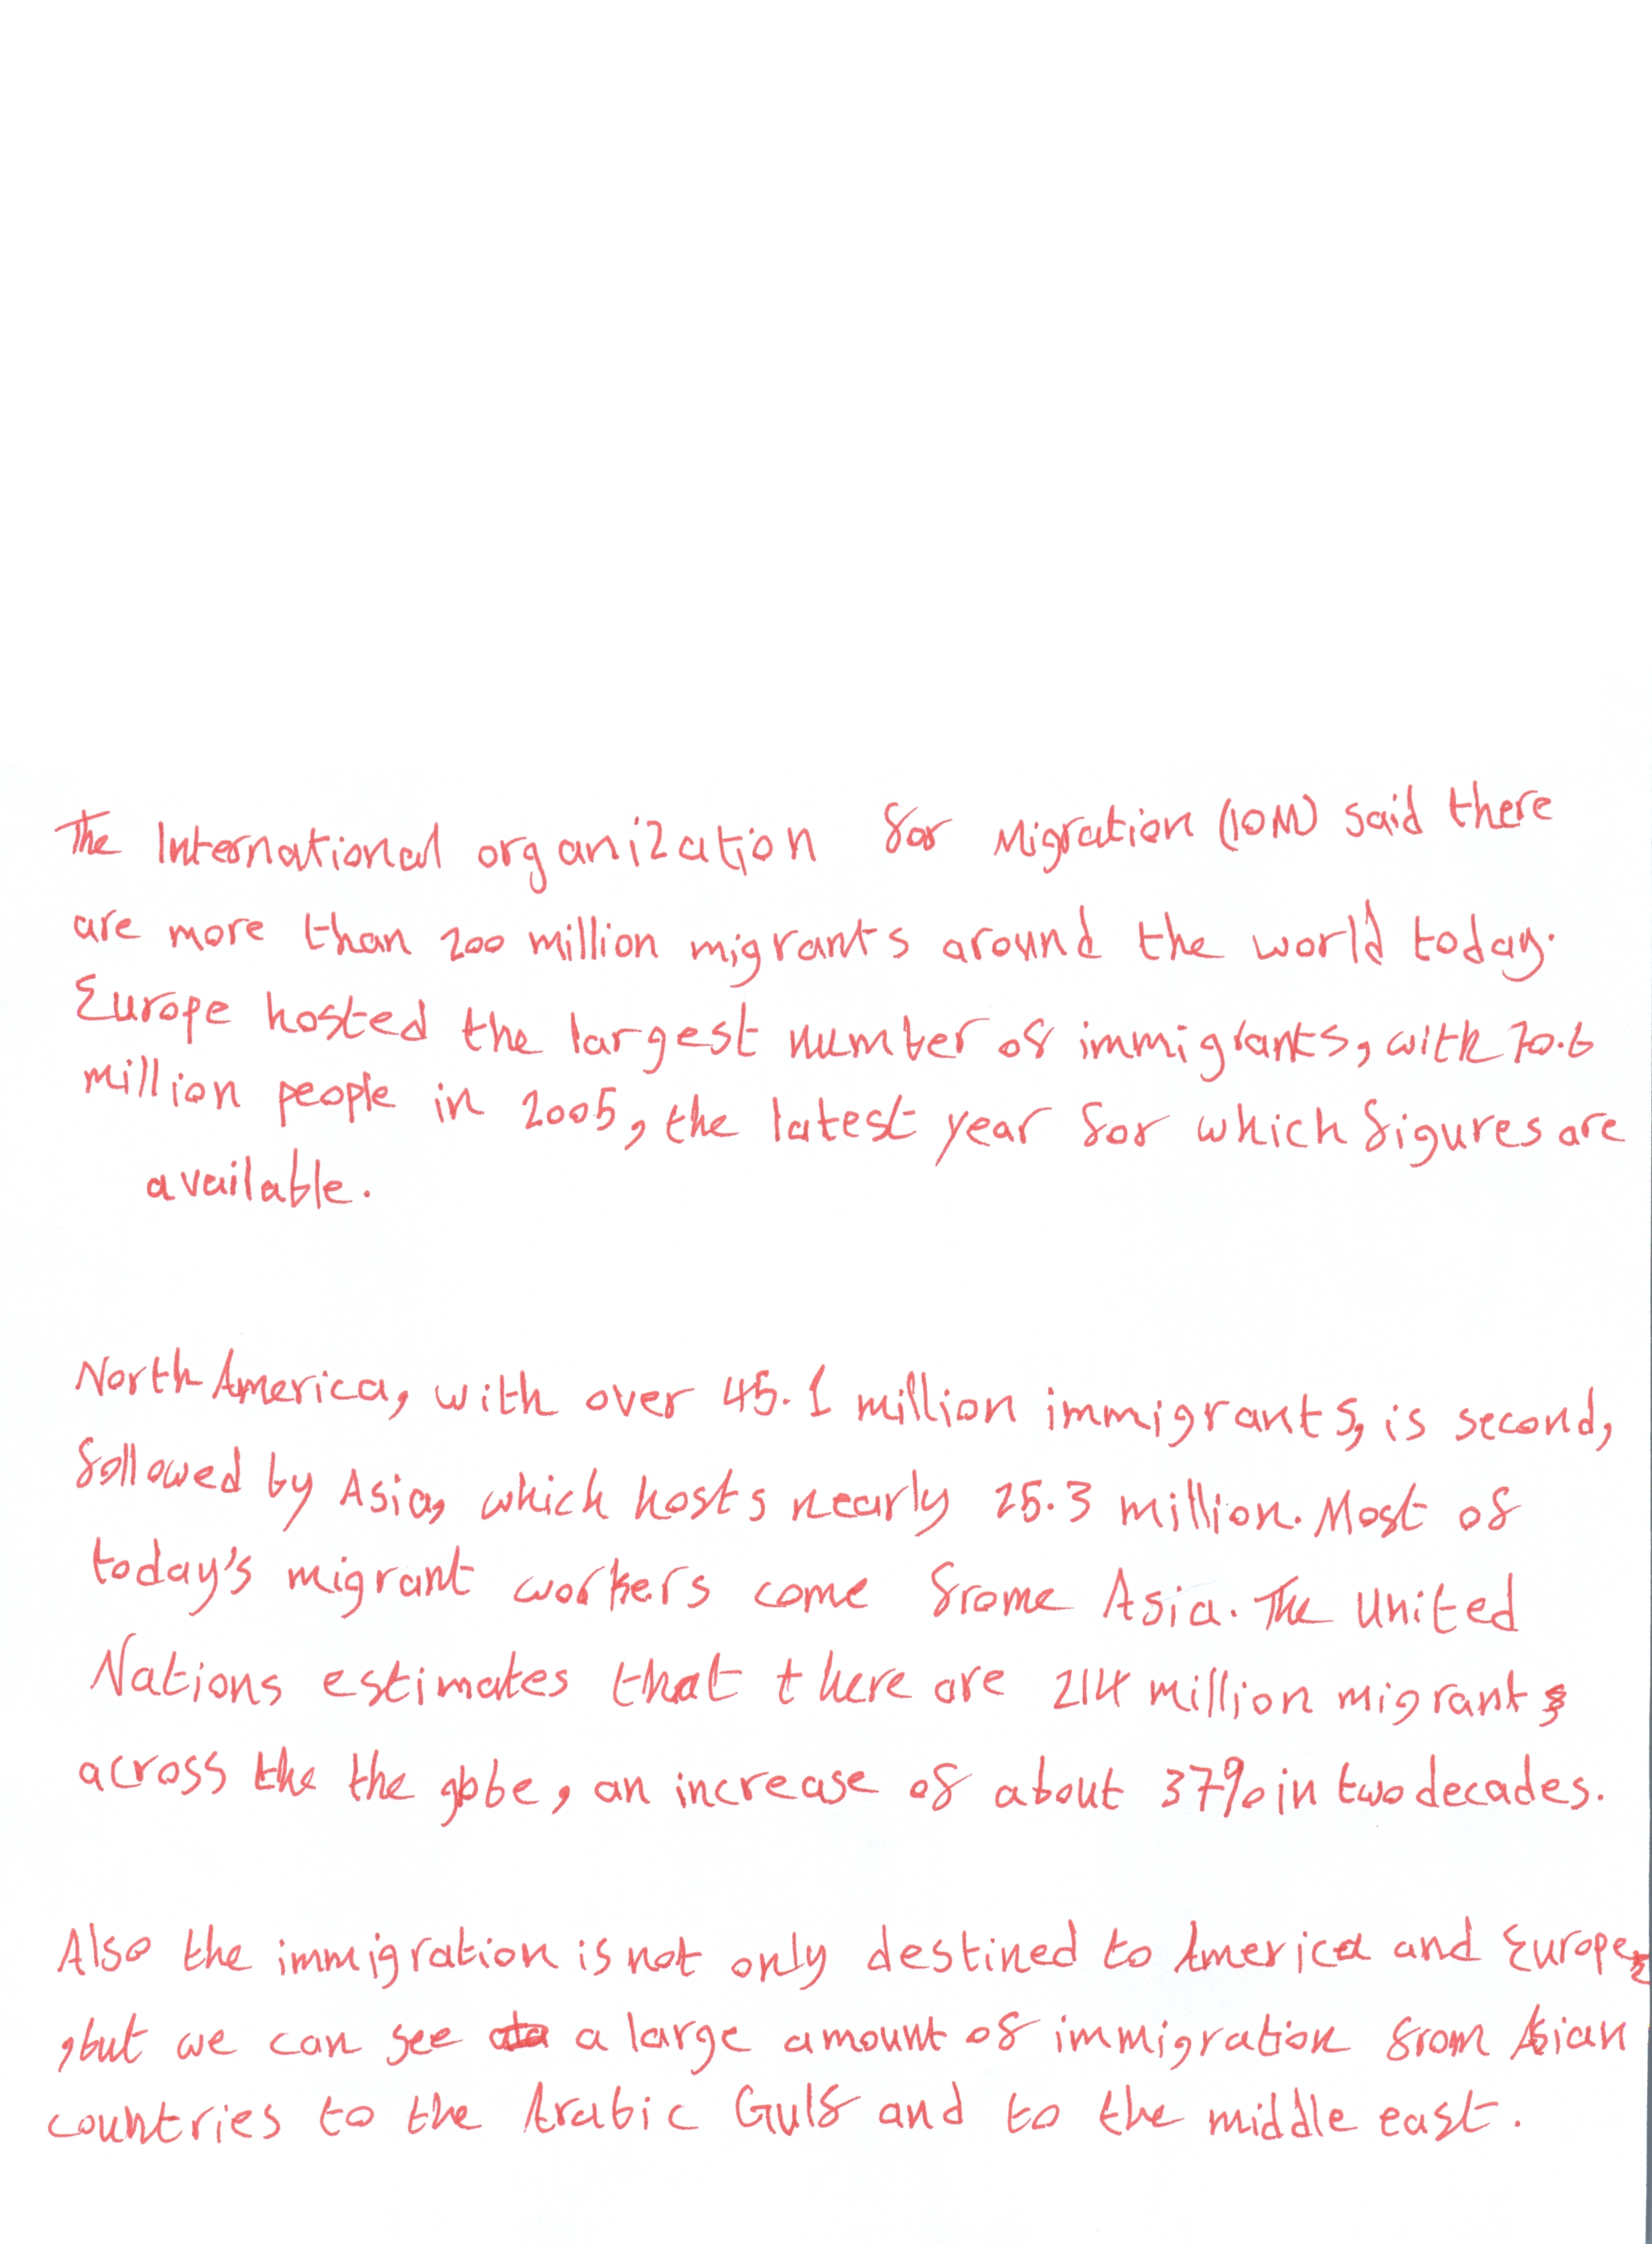 The International organization for Migration (IOM) said there
are more than 200 million migrants around the world today.
Europe hosted the largest number of immigrants, with 70.6
million people in 2005, the latest year for which figures are
available.
North America, with over 45.1 million immigrants, is second,
followed by Asia, which hosts nearly 25.3 million. Most of
today's migrant workers come frome Asia. The United
Nations estimates that there are 214 million migrants
across the the globe, an increase of about 37% in two decades.
Also the immigration is not only destined to America and Europe,
,but we can see a large amount of immigration from Asian
countries to the Arabic Gulf and to the middle east.